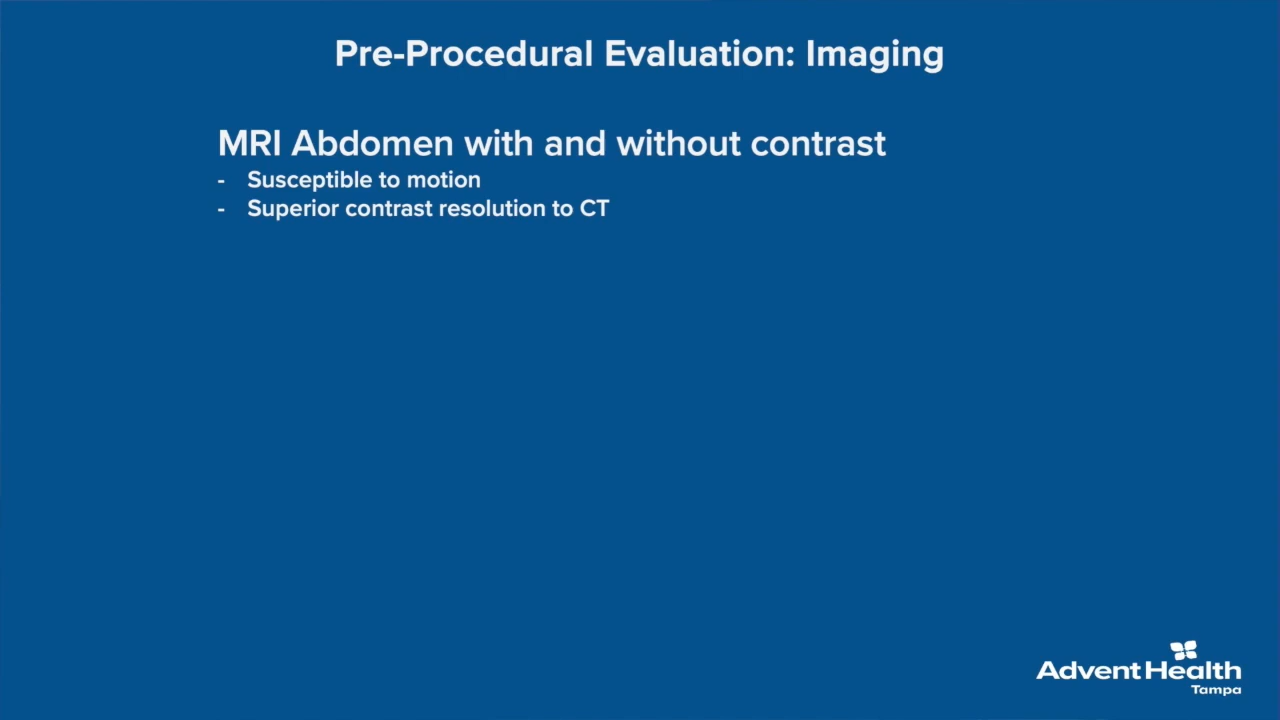 Pre-Procedural Evaluation: Imaging
MRI Abdomen with and without contrast
- Susceptible to motion
- Superior contrast resolution to CT
AdventHealth
Tampa